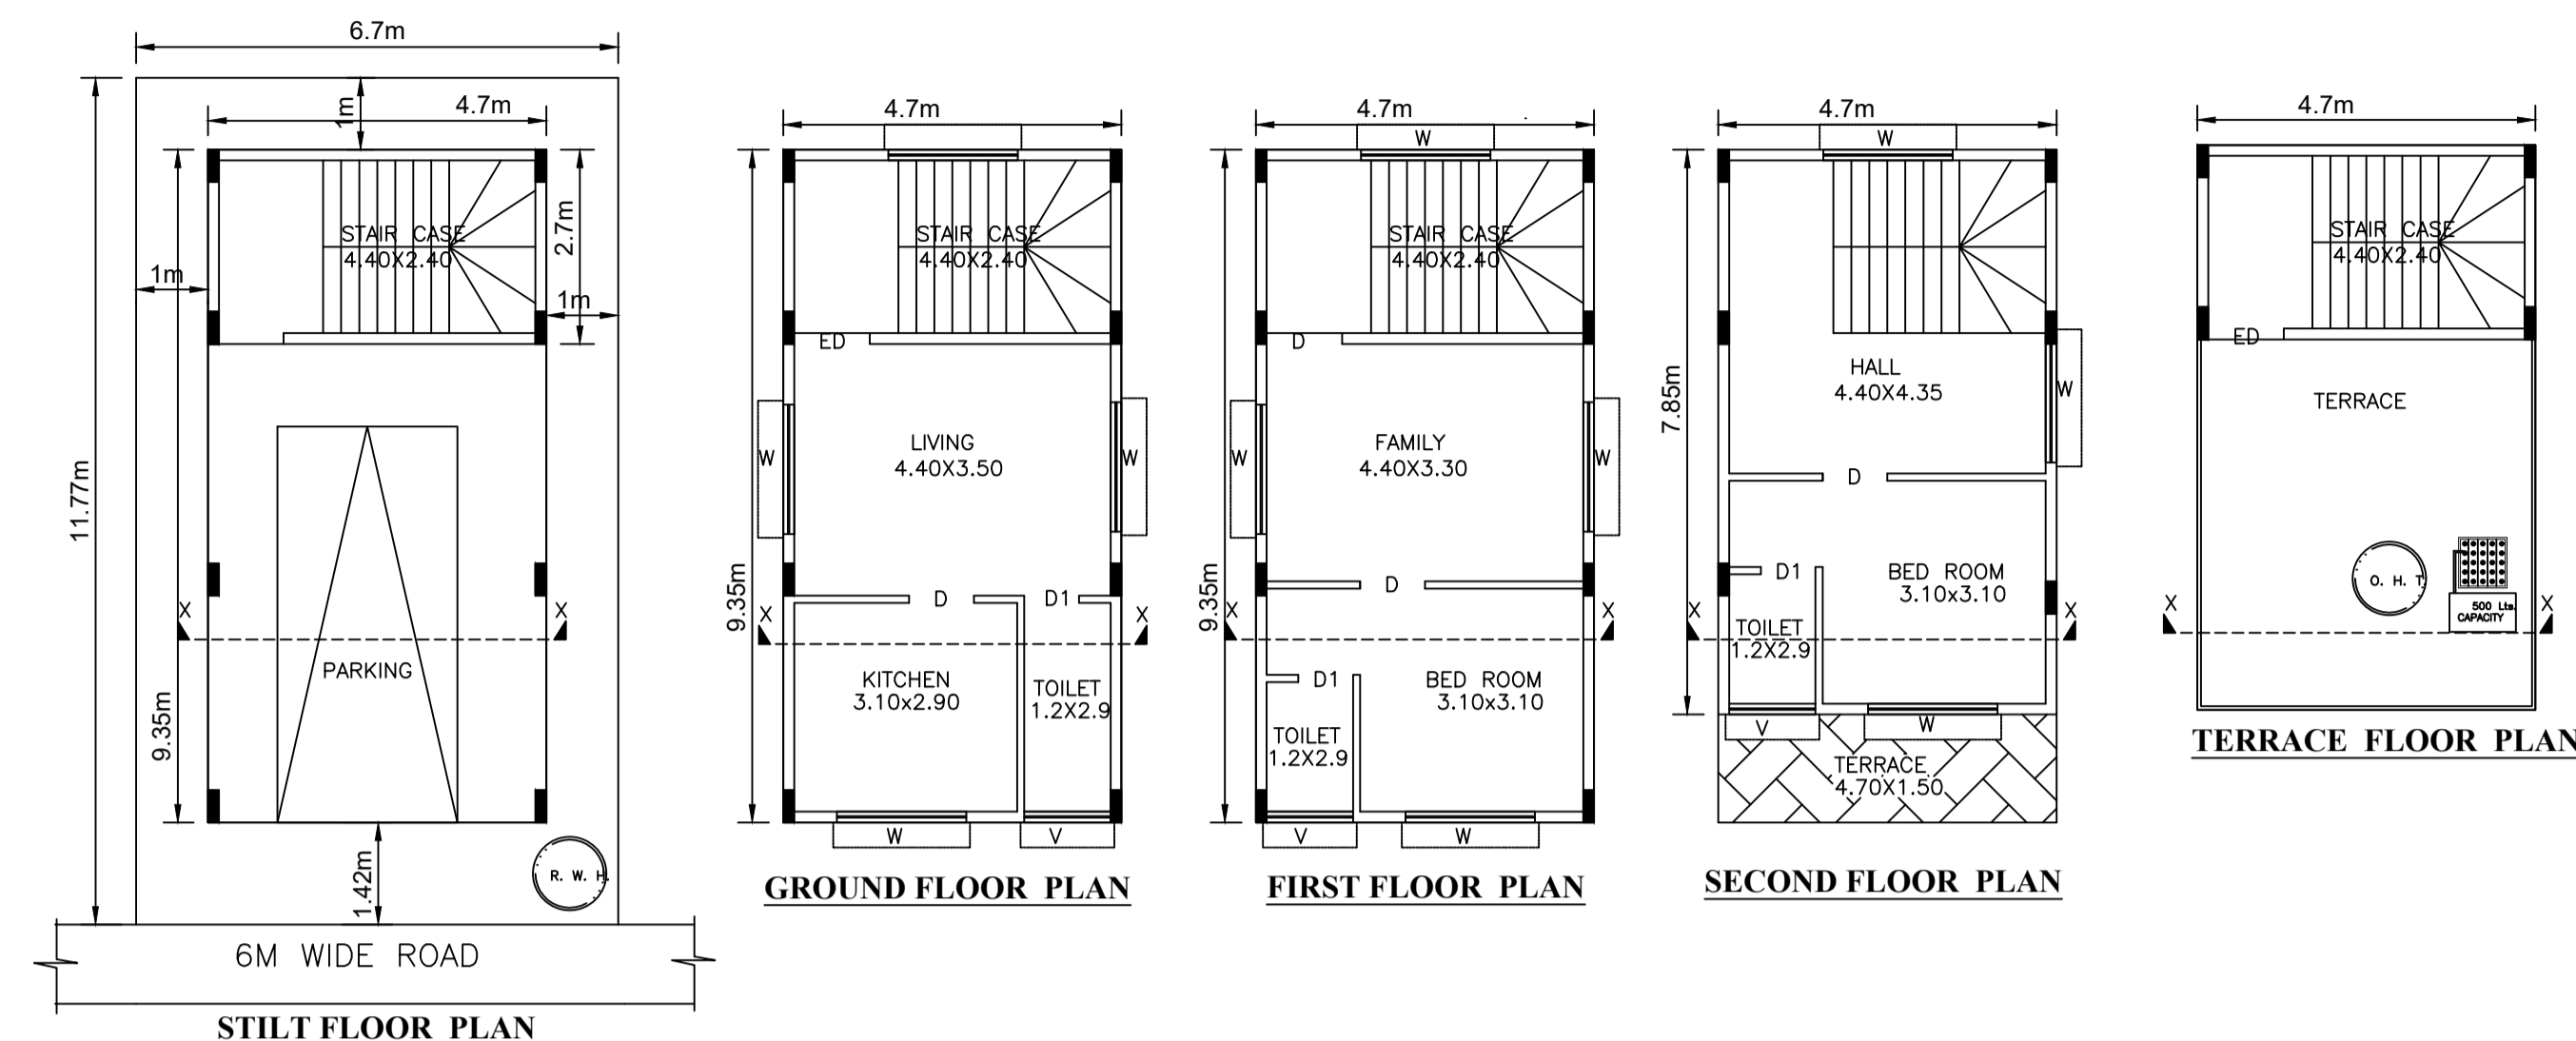 6.7m
1m
4.7m
STAIR CASE
4.40X2.40
2.7m
1m
1m
11.77m
9.35m
X
X
PARKING
1.42m
R. W. H.
6M WIDE ROAD
STILT FLOOR PLAN
4.7m
STAIR CASE
4.40X2.40
ED
LIVING
4.40X3.50
W
W
9.35m
D
D1
X
X
KITCHEN
3.10x2.90
TOILET
1.2X2.9
W
V
GROUND FLOOR PLAN
4.7m
W
STAIR CASE
4.40X2.40
D
FAMILY
4.40X3.30
W
W
9.35m
D
X
X
D1
BED ROOM
3.10x3.10
TOILET
1.2X2.9
V
W
FIRST FLOOR PLAN
4.7m
W
HALL
4.40X4.35
W
7.85m
D
D1
BED ROOM
3.10x3.10
X
X
TOILET
1.2X2.9
V
W
TERRACE
4.70X1.50
SECOND FLOOR PLAN
4.7m
STAIR CASE
4.40X2.40
ED
TERRACE
O. H. T.
500 Lts.
CAPACITY
X
X
TERRACE FLOOR PLAN